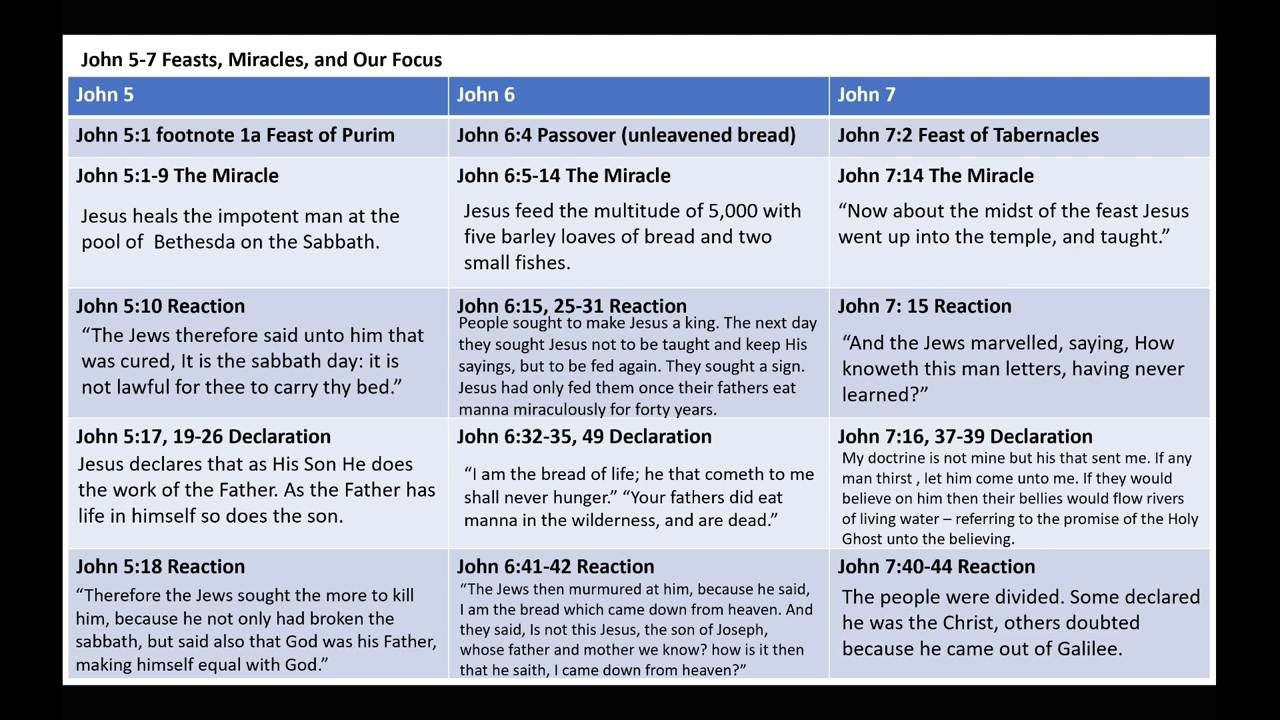 John 5-7 Feasts, Miracles, and Our Focus
John 5
John 6
John 7
John 5:1 footnote 1a Feast of Purim
John 6:4 Passover (unleavened bread)
John 7:2 Feast of Tabernacles
John 5:1-9 The Miracle
Jesus heals the impotent man at the
pool of  Bethesda on the Sabbath.
John 6:5-14 The Miracle
Jesus feed the multitude of 5,000 with
five barley loaves of bread and two
small fishes.
John 7:14 The Miracle
“Now about the midst of the feast Jesus
went up into the temple, and taught.”
John 5:10 Reaction
“The Jews therefore said unto him that
was cured, It is the sabbath day: it is
not lawful for thee to carry thy bed.”
John 6:15, 25-31 Reaction
People sought to make Jesus a king. The next day
they sought Jesus not to be taught and keep His
sayings, but to be fed again. They sought a sign.
Jesus had only fed them once their fathers eat
manna miraculously for forty years.
John 7: 15 Reaction
“And the Jews marvelled, saying, How
knoweth this man letters, having never
learned?”
John 5:17, 19-26 Declaration
Jesus declares that as His Son He does
the work of the Father. As the Father has
life in himself so does the son.
John 6:32-35, 49 Declaration
“I am the bread of life; he that cometh to me
shall never hunger.” “Your fathers did eat
manna in the wilderness, and are dead.”
John 7:16, 37-39 Declaration
My doctrine is not mine but his that sent me. If any
man thirst , let him come unto me. If they would
believe on him then their bellies would flow rivers
of living water – referring to the promise of the Holy
Ghost unto the believing.
John 5:18 Reaction
“Therefore the Jews sought the more to kill
him, because he not only had broken the
sabbath, but said also that God was his Father,
making himself equal with God.”
John 6:41-42 Reaction
“The Jews then murmured at him, because he said,
I am the bread which came down from heaven. And
they said, Is not this Jesus, the son of Joseph,
whose father and mother we know? how is it then
that he saith, I came down from heaven?”
John 7:40-44 Reaction
The people were divided. Some declared
he was the Christ, others doubted
because he came out of Galilee.